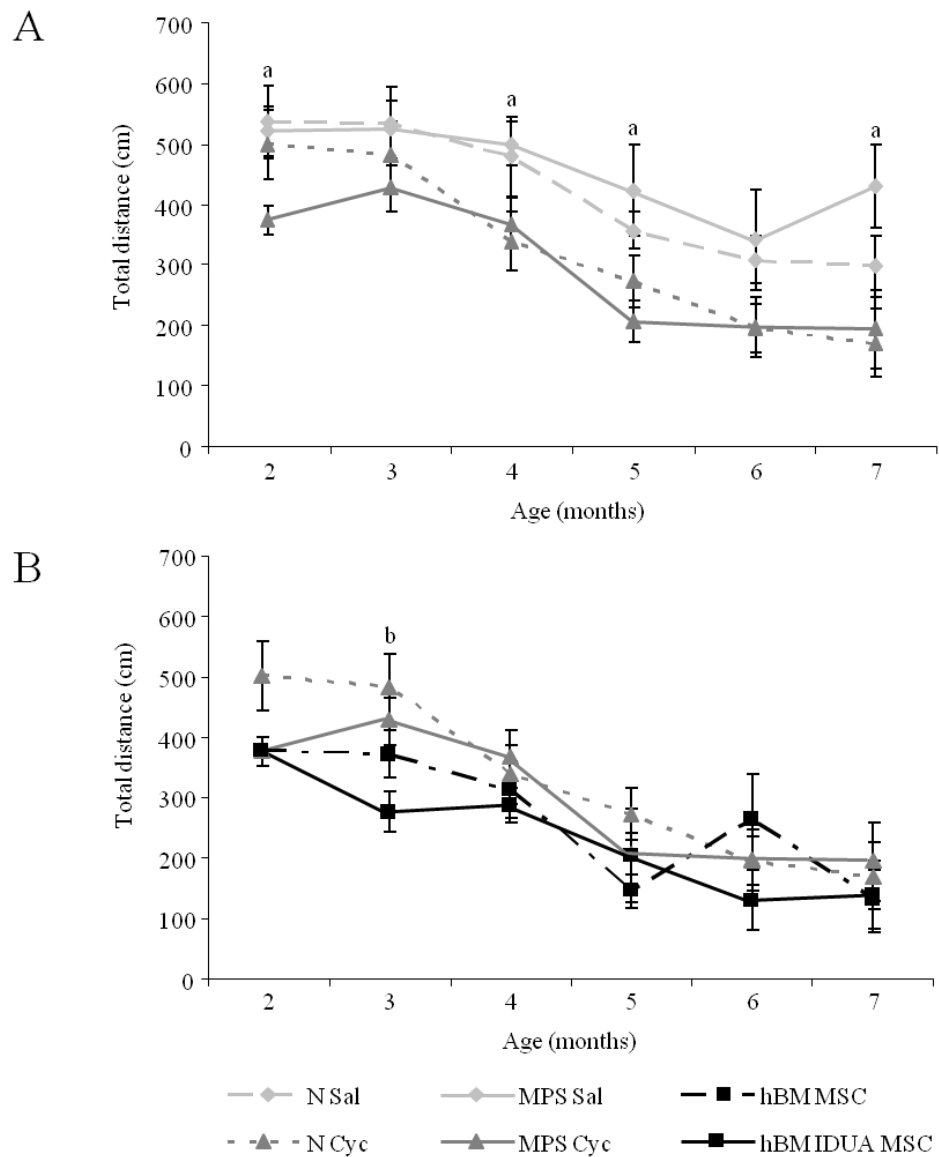 A
700
600
500
400
300
200
100
0
Total distance (cm)
a
a
a
a
2 3 4 5 6 7
Age (months)
B
700
600
500
400
300
200
100
0
Total distance (cm)
b
2 3 4 5 6 7
Age (months)
N Sal MPS Sal hBM MSC
N Cyc MPS Cyc hBM IDUA MSC